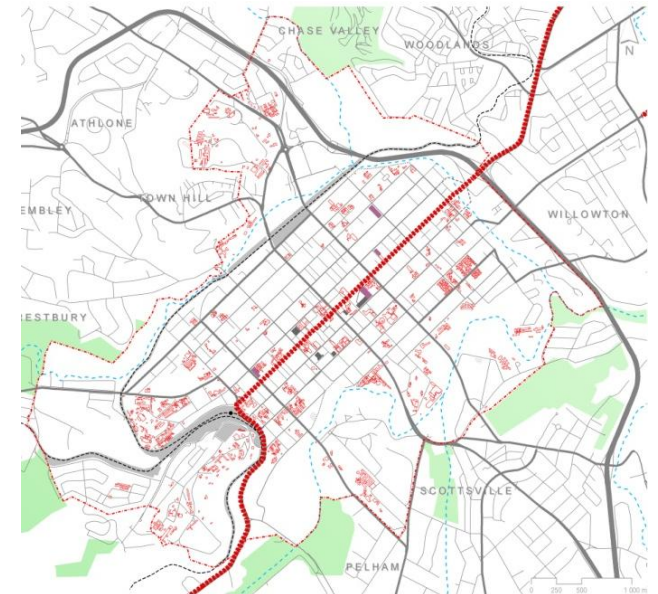 CHASE VALLEY
WOODLANDS
N
ATHLONE
TOWN HILL
EMBLEY
WILLOWTON
RESTBURY
SCOTTSVILLE
PELHAM
0 250 500 1 000 m